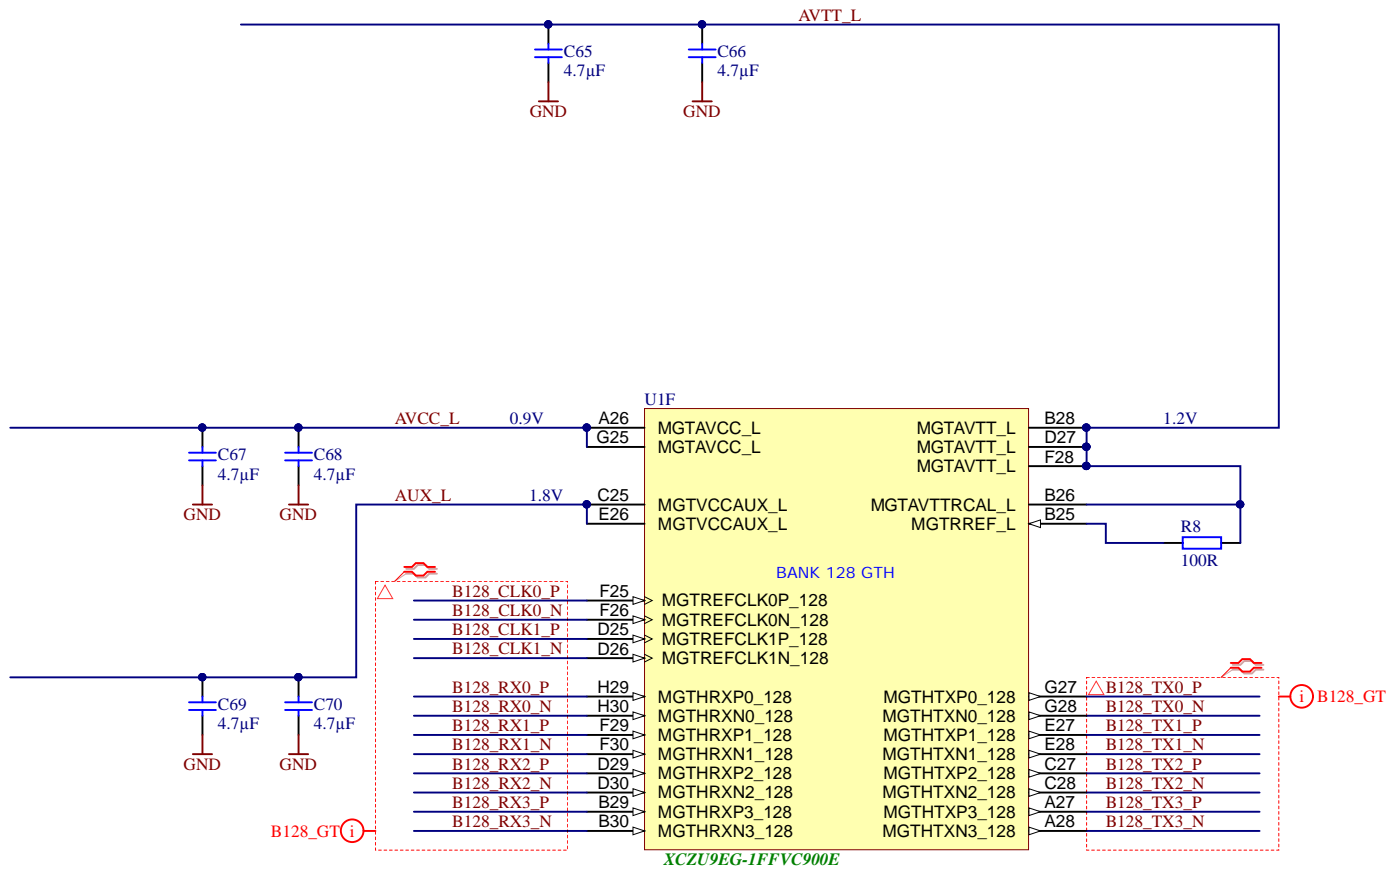 AVTT_L
C65
4.7µF
GND
C66
4.7µF
GND
U1F
AVCC_L 0.9V
A26 MGTAVCC_L
G25 MGTAVCC_L
C67
4.7µF
GND
C68
4.7µF
GND
AUX_L 1.8V
C25 MGTVCCAUX_L
E26 MGTVCCAUX_L
MGTAVTT_L B28 1.2V
MGTAVTT_L D27
MGTAVTT_L F28
MGTAVTTRCAL_L B26
MGTRREF_L B25
R8
100R
BANK 128 GTH
B128_CLK0_P F25 MGTREFCLK0P_128
B128_CLK0_N F26 MGTREFCLK0N_128
B128_CLK1_P D25 MGTREFCLK1P_128
B128_CLK1_N D26 MGTREFCLK1N_128
C69
4.7µF
GND
C70
4.7µF
GND
B128_RX0_P H29 MGTHRXP0_128
B128_RX0_N H30 MGTHRXN0_128
B128_RX1_P F29 MGTHRXP1_128
B128_RX1_N F30 MGTHRXN1_128
B128_RX2_P D29 MGTHRXP2_128
B128_RX2_N D30 MGTHRXN2_128
B128_RX3_P B29 MGTHRXP3_128
B128_RX3_N B30 MGTHRXN3_128
B128_GT i
MGTHTXP0_128 G27 B128_TX0_P
MGTHTXN0_128 G28 B128_TX0_N
MGTHTXP1_128 E27 B128_TX1_P
MGTHTXN1_128 E28 B128_TX1_N
MGTHTXP2_128 C27 B128_TX2_P
MGTHTXN2_128 C28 B128_TX2_N
MGTHTXP3_128 A27 B128_TX3_P
MGTHTXN3_128 A28 B128_TX3_N
i B128_GT
XCZU9EG-1FFVC900E